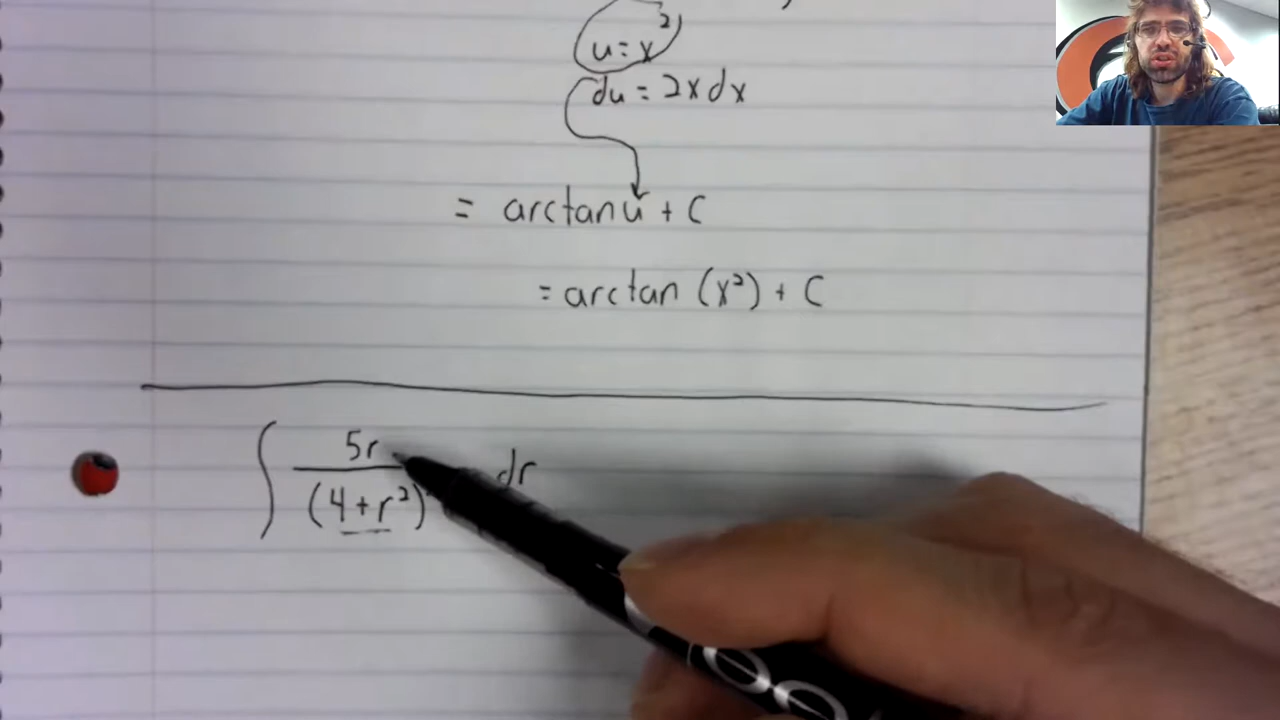 u = x²
du = 2x dx
= arctan u + C
= arctan (x²) + C
∫ 5r / (4 + r²) dr